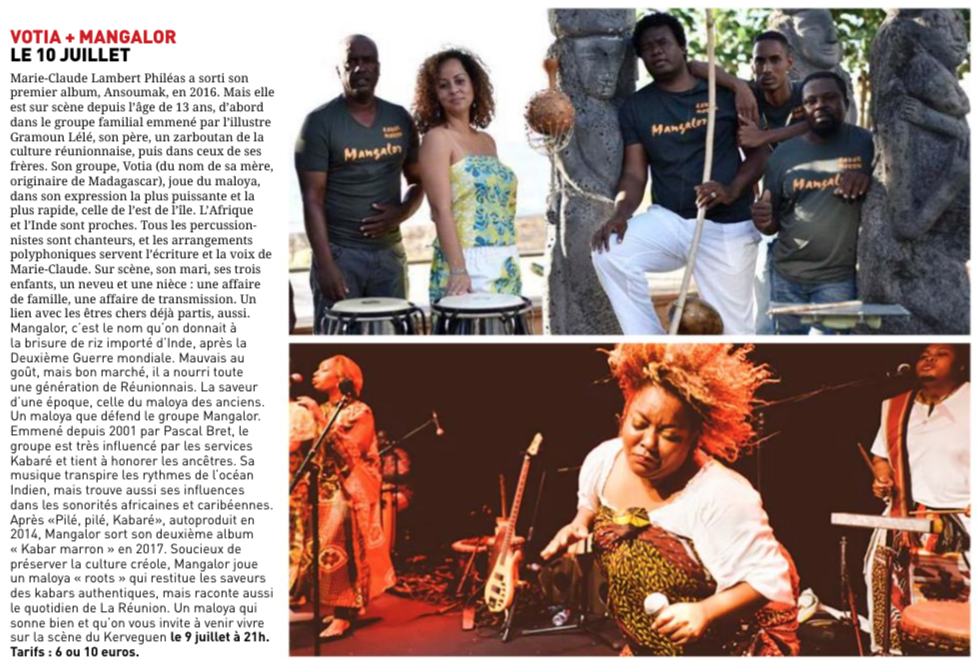 VOTIA + MANGALOR
LE 10 JUILLET
Marie-Claude Lambert Philéas a sorti son
premier album, Ansoumak, en 2016. Mais elle
est sur scène depuis l'âge de 13 ans, d'abord
dans le groupe familial emmené par l'illustre
Gramoun Lélé, son père, un zarboutan de la
culture réunionnaise, puis dans ceux de ses
frères. Son groupe, Votia (du nom de sa mère,
originaire de Madagascar), joue du maloya,
dans son expression la plus puissante et la
plus rapide, celle de l'est de l'île. L'Afrique
et l'Inde sont proches. Tous les percussion-
nistes sont chanteurs, et les arrangements
polyphoniques servent l'écriture et la voix de
Marie-Claude. Sur scène, son mari, ses trois
enfants, un neveu et une nièce : une affaire
de famille, une affaire de transmission. Un
lien avec les êtres chers déjà partis, aussi.
Mangalor, c'est le nom qu'on donnait à
la brisure de riz importé d'Inde, après la
Deuxième Guerre mondiale. Mauvais au
goût, mais bon marché, il a nourri toute
une génération de Réunionnais. La saveur
d'une époque, celle du maloya des anciens.
Un maloya que défend le groupe Mangalor.
Emmené depuis 2001 par Pascal Bret, le
groupe est très influencé par les services
Kabaré et tient à honorer les ancêtres. Sa
musique transpire les rythmes de l'océan
Indien, mais trouve aussi ses influences
dans les sonorités africaines et caribéennes.
Après «Pilé, pilé, Kabaré», autoproduit en
2014, Mangalor sort son deuxième album
« Kabar marron » en 2017. Soucieux de
préserver la culture créole, Mangalor joue
un maloya « roots » qui restitue les saveurs
des kabars authentiques, mais raconte aussi
le quotidien de La Réunion. Un maloya qui
sonne bien et qu'on vous invite à venir vivre
sur la scène du Kerveguen le 9 juillet à 21h.
Tarifs : 6 ou 10 euros.
Mangalor
Mangalor
Mangal